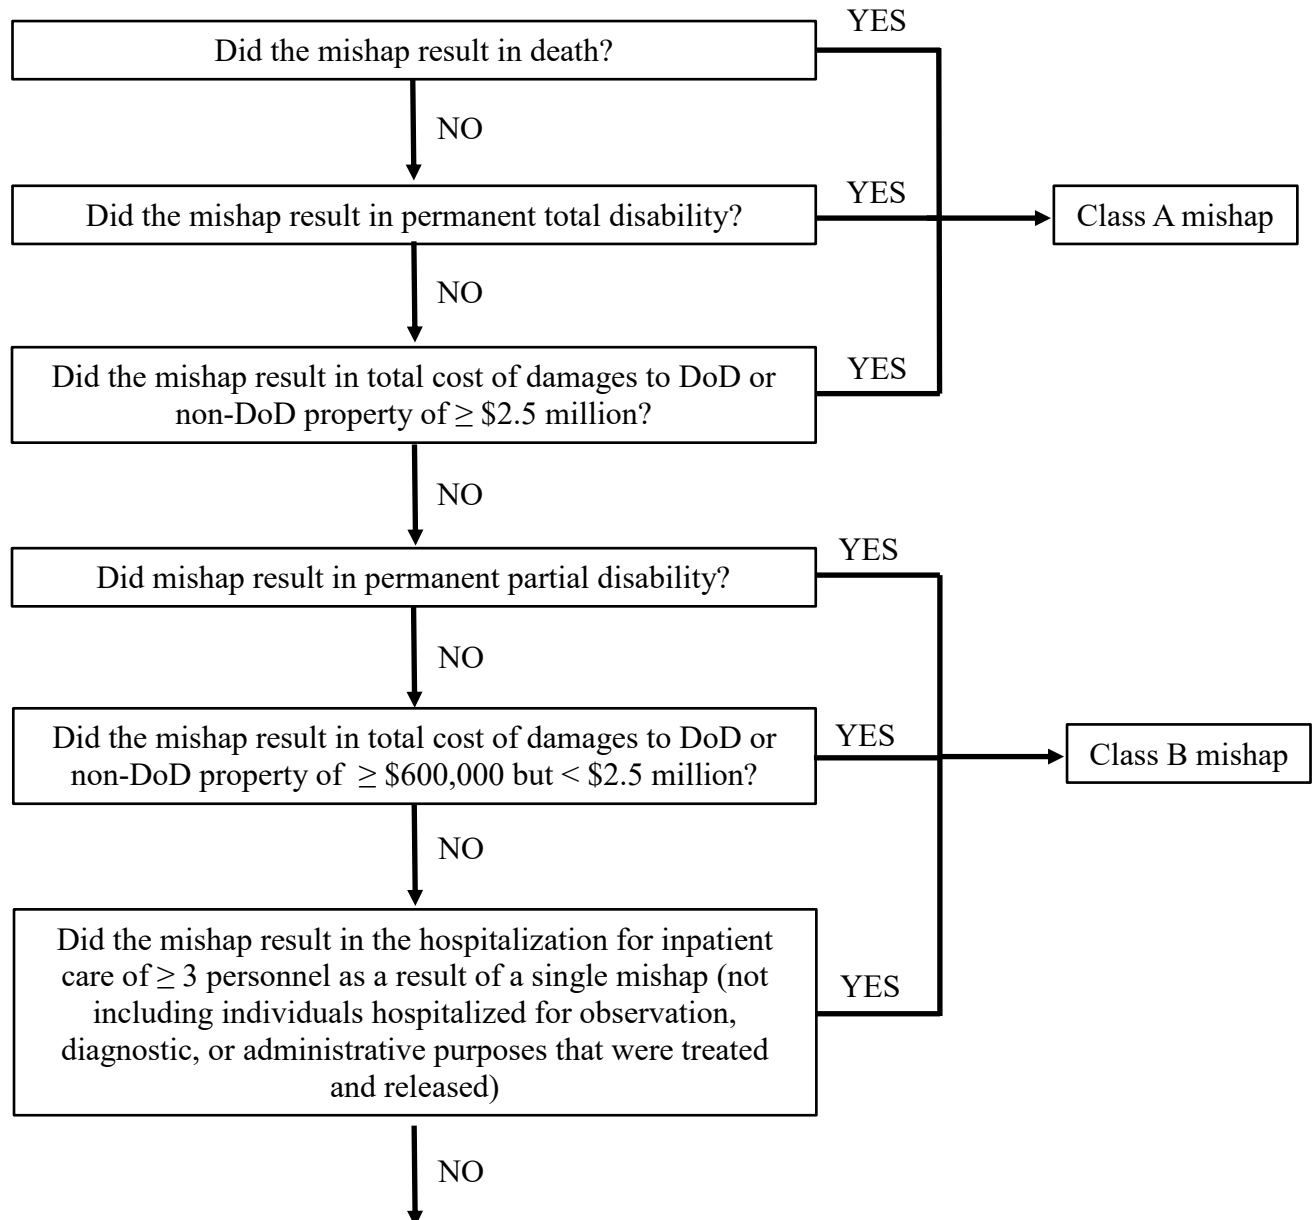 YES
Did the mishap result in death?
NO
YES
Did the mishap result in permanent total disability?
Class A mishap
NO
YES
Did the mishap result in total cost of damages to DoD or
non-DoD property of ≥ $2.5 million?
NO
YES
Did mishap result in permanent partial disability?
NO
YES
Did the mishap result in total cost of damages to DoD or
non-DoD property of ≥ $600,000 but < $2.5 million?
Class B mishap
NO
Did the mishap result in the hospitalization for inpatient
care of ≥ 3 personnel as a result of a single mishap (not
including individuals hospitalized for observation,
diagnostic, or administrative purposes that were treated
and released)
YES
NO